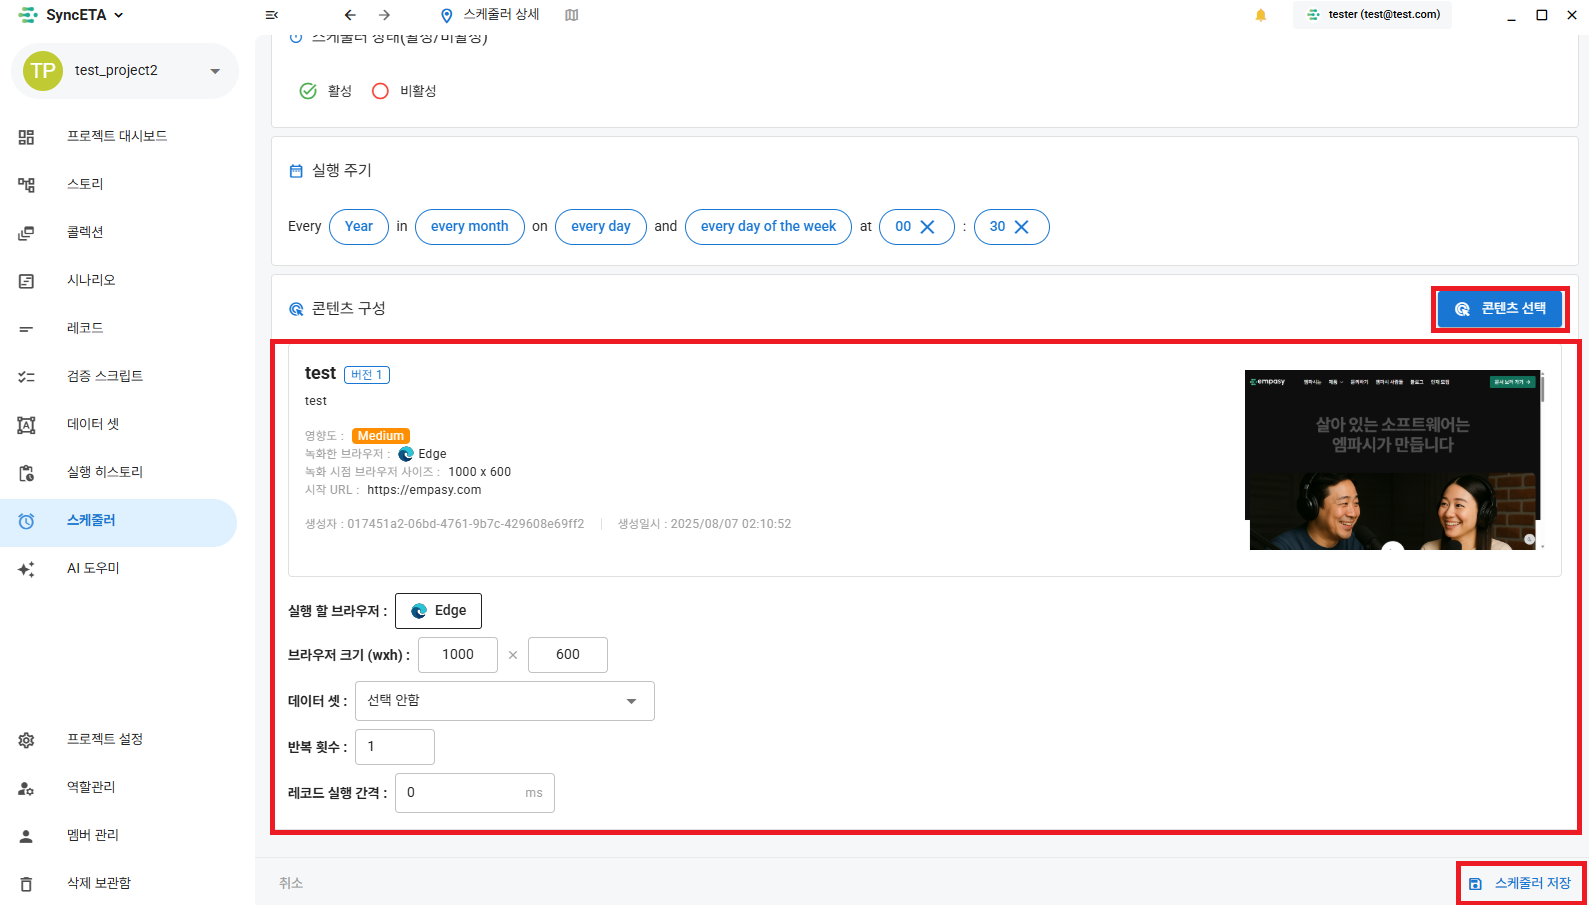 SyncETA
스케줄러 상세
tester (test@test.com)
TP
test_project2
프로젝트 대시보드
스토리
콜렉션
시나리오
레코드
검증 스크립트
데이터 셋
실행 히스토리
스케줄러
AI 도우미
프로젝트 설정
역할관리
멤버 관리
삭제 보관함
스케줄러 상태(활성/비활성)
활성
비활성
실행 주기
Every Year in every month on every day and every day of the week at 00 : 30
콘텐츠 구성
콘텐츠 선택
test 버전 1
test
영향도 : Medium
녹화한 브라우저 : Edge
녹화 시점 브라우저 사이즈 : 1000 x 600
시작 URL : https://empasy.com
생성자 : 017451a2-06bd-4761-9b7c-429608e69ff2 | 생성일시 : 2025/08/07 02:10:52
empasy
살아 있는 소프트웨어는
엠파시가 만듭니다
실행 할 브라우저 : Edge
브라우저 크기 (wxh) : 1000 × 600
데이터 셋 : 선택 안함
반복 횟수 : 1
레코드 실행 간격 : 0 ms
취소
스케줄러 저장